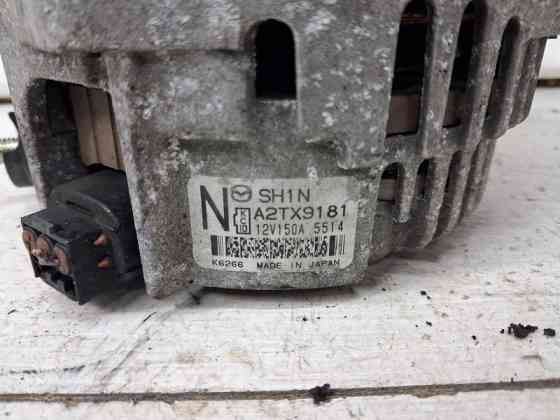 N SH1N
A2TX9181
12V150A 5514
K6266 MADE IN JAPAN